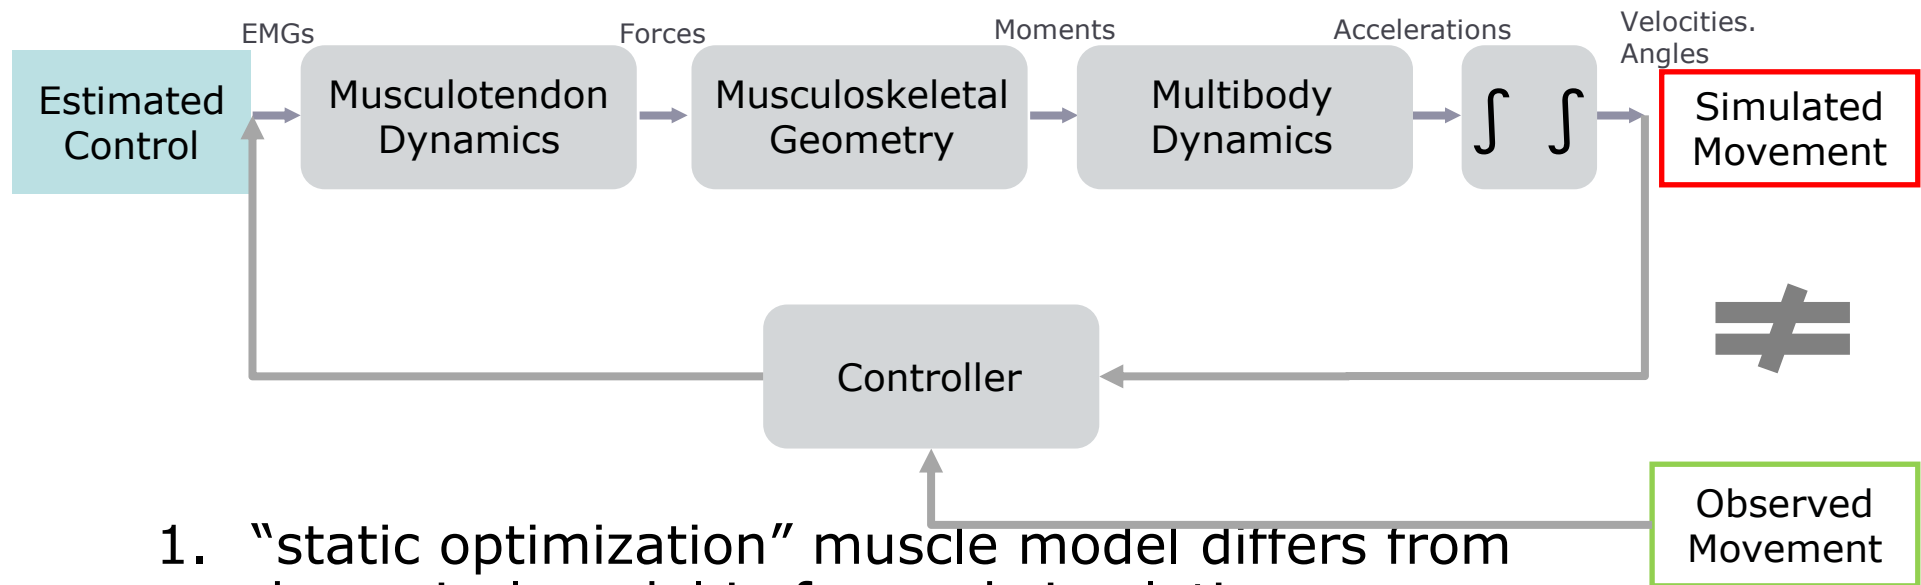 EMGs
Forces
Moments
Accelerations
Velocities.
Angles
Estimated
Control
Musculotendon
Dynamics
Musculoskeletal
Geometry
Multibody
Dynamics
∫ ∫
Simulated
Movement
≠
Controller
Observed
Movement
1. “static optimization” muscle model differs from